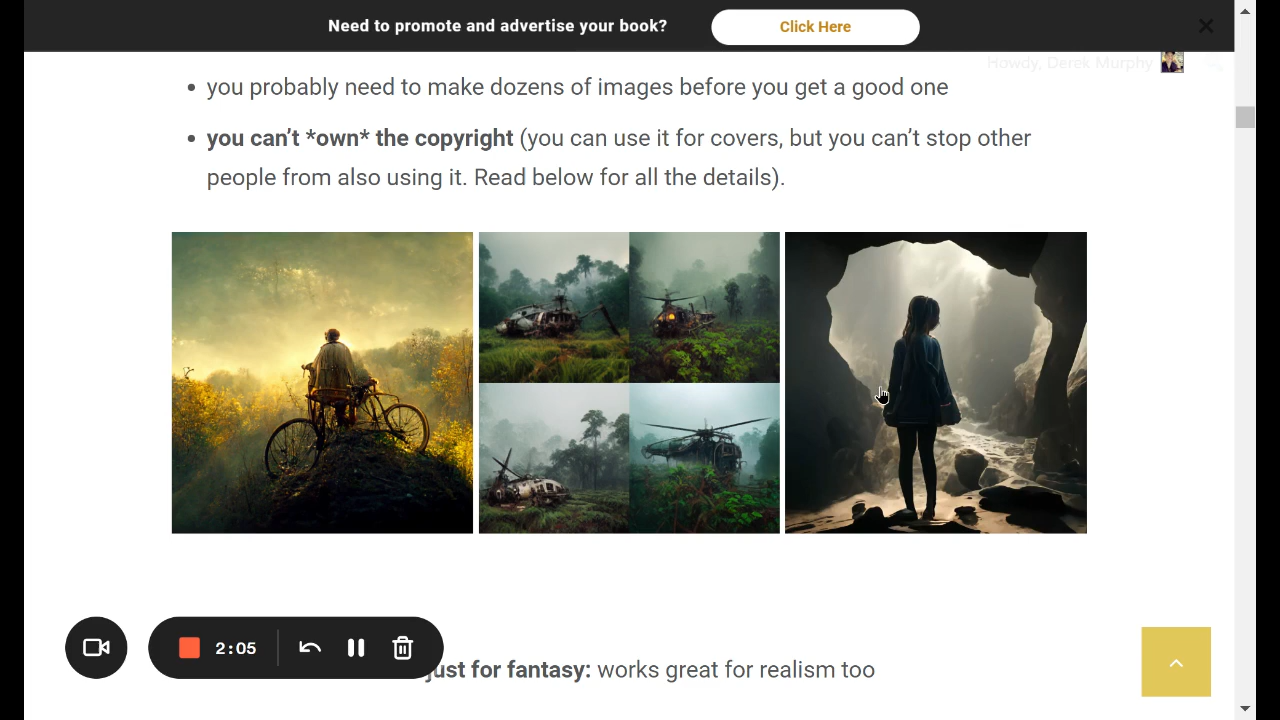 Need to promote and advertise your book?
Click Here
Howdy, Derek Murphy
you probably need to make dozens of images before you get a good one
you can’t *own* the copyright (you can use it for covers, but you can’t stop other
people from also using it. Read below for all the details).
2:05
just for fantasy: works great for realism too